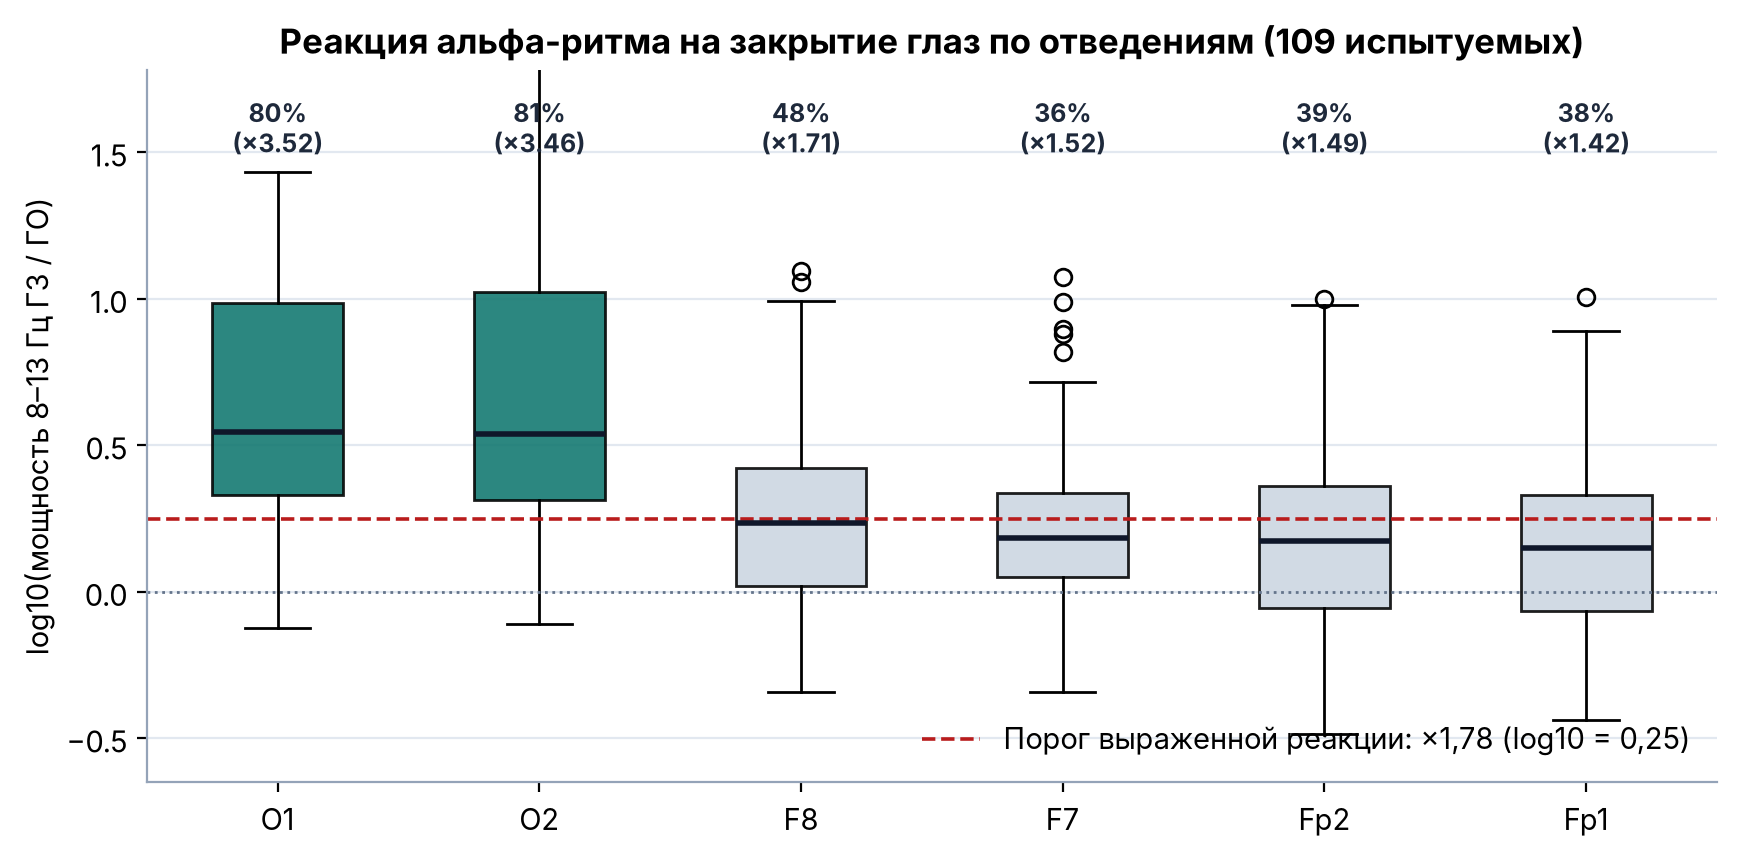 Реакция альфа-ритма на закрытие глаз по отведениям (109 испытуемых)
80%
(×3.52)
81%
(×3.46)
48%
(×1.71)
36%
(×1.52)
39%
(×1.49)
38%
(×1.42)
log10(мощность 8–13 Гц ГЗ / ГО)
1.5
1.0
0.5
0.0
−0.5
Порог выраженной реакции: ×1,78 (log10 = 0,25)
O1
O2
F8
F7
Fp2
Fp1